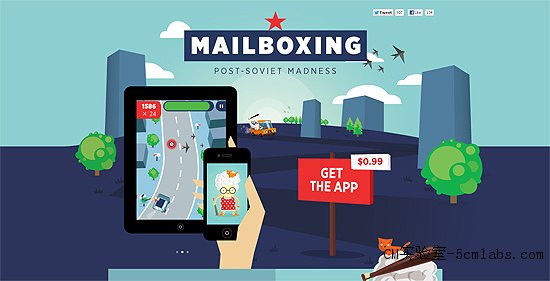 Tweet
Like
MAILBOXING
POST-SOVIET MADNESS
1586
× 24
$0.99
GET
THE APP
CM实验室-5cmlabs.com